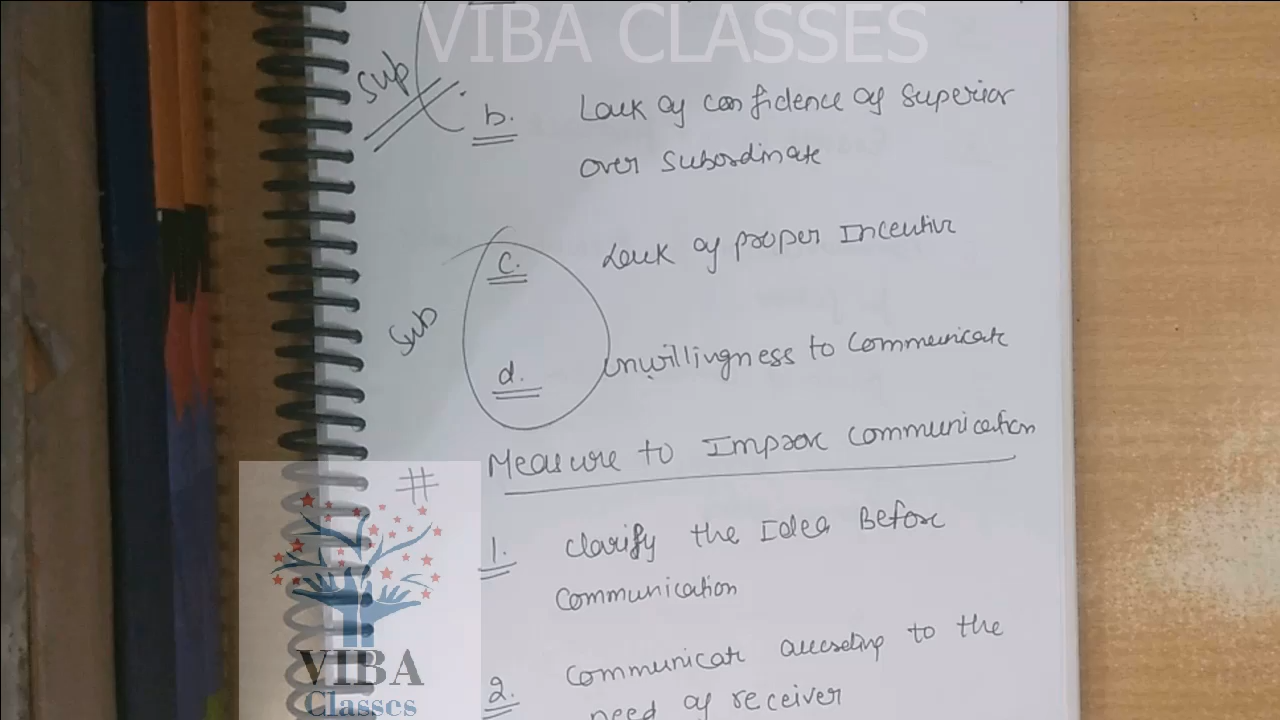 VIBA CLASSES
Sup
b. Lack of confidence of superior
over subordinate
c. Lack of proper Incentive
Sub
d. unwillingness to communicate
# Measure to Improve communication
1. Clarify the Idea Before
communication
2. Communicate according to the
need of receiver
VIBA
Classes